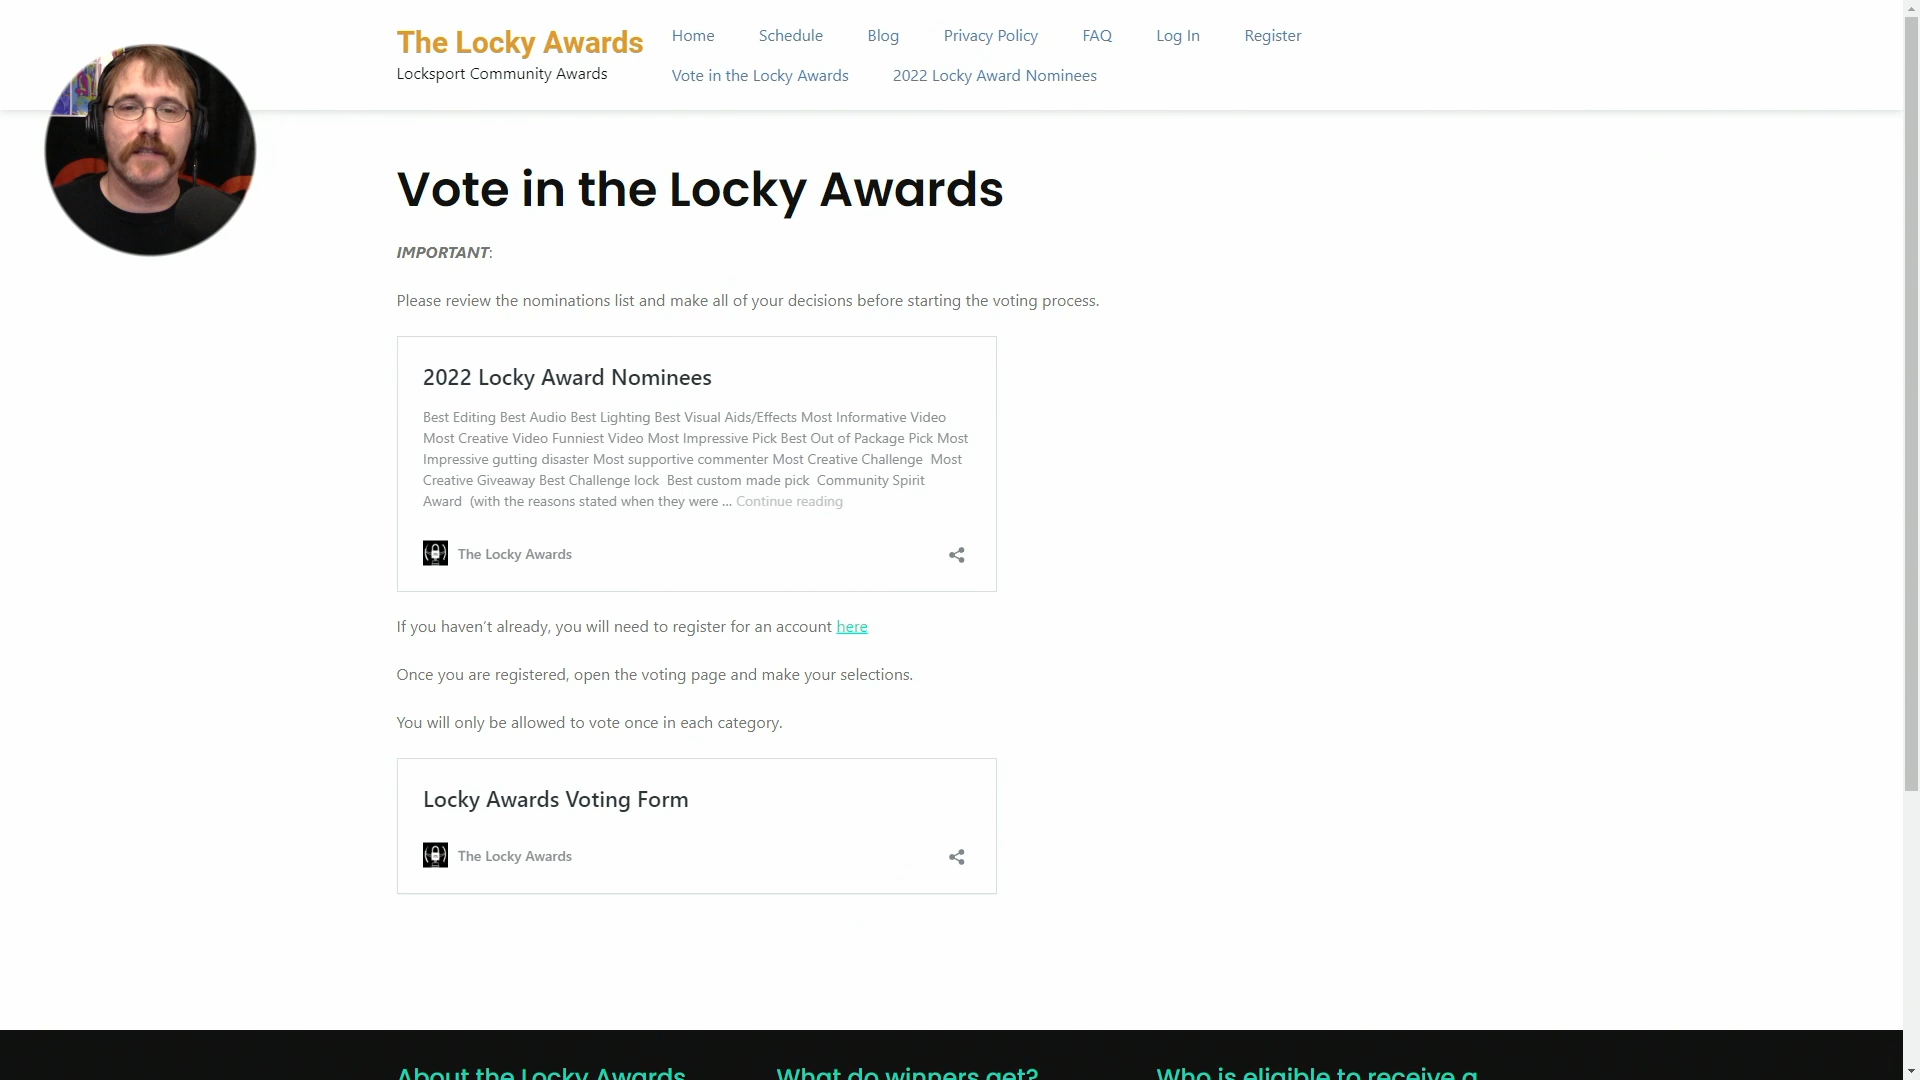 The Locky Awards
Locksport Community Awards
Home Schedule Blog Privacy Policy FAQ Log In Register
Vote in the Locky Awards 2022 Locky Award Nominees
Vote in the Locky Awards
IMPORTANT:
Please review the nominations list and make all of your decisions before starting the voting process.
2022 Locky Award Nominees
Best Editing Best Audio Best Lighting Best Visual Aids/Effects Most Informative Video
Most Creative Video Funniest Video Most Impressive Pick Best Out of Package Pick Most
Impressive gutting disaster Most supportive commenter Most Creative Challenge  Most
Creative Giveaway Best Challenge lock  Best custom made pick  Community Spirit
Award  (with the reasons stated when they were ... Continue reading
The Locky Awards
If you haven't already, you will need to register for an account here
Once you are registered, open the voting page and make your selections.
You will only be allowed to vote once in each category.
Locky Awards Voting Form
The Locky Awards
About the Locky Awards What do winners get? Who is eligible to receive a